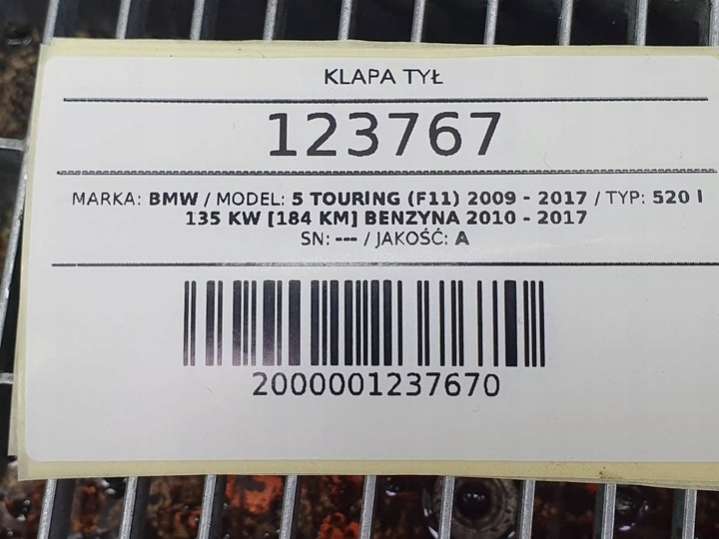 KLAPA TYŁ
123767
MARKA: BMW / MODEL: 5 TOURING (F11) 2009 - 2017 / TYP: 520 I
135 KW [184 KM] BENZYNA 2010 - 2017
SN: --- / JAKOŚĆ: A
2000001237670